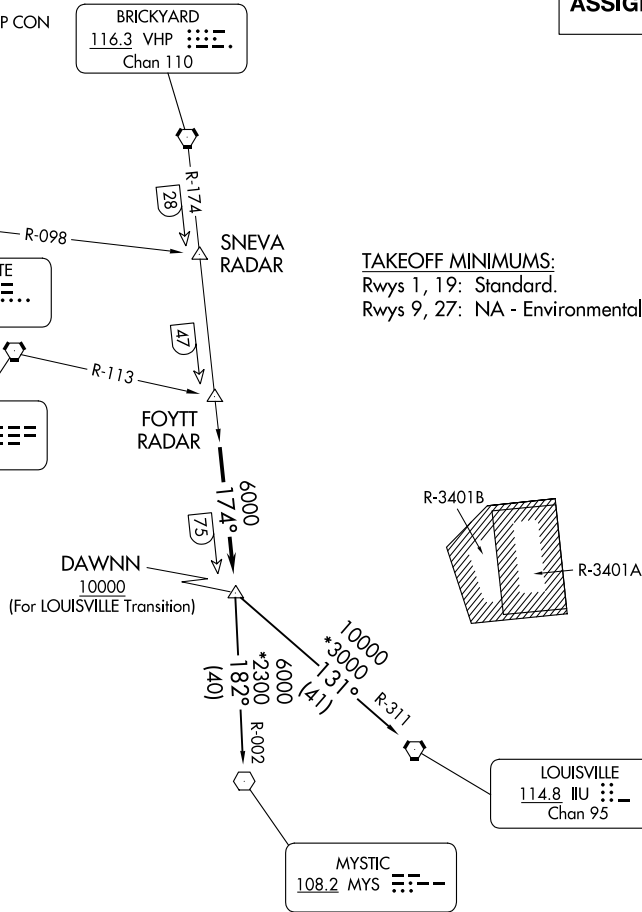 P CON
ASSIG
BRICKYARD
116.3 VHP
Chan 110
R-174
28
R-098
SNEVA
RADAR
TAKEOFF MINIMUMS:
Rwys 1, 19: Standard.
Rwys 9, 27: NA - Environmental
TE
47
R-113
FOYTT
RADAR
6000
174°
75
R-3401B
R-3401A
DAWNN
10000
(For LOUISVILLE Transition)
10000
*3000
131°
(41)
R-311
6000
*2300
182°
(40)
R-002
LOUISVILLE
114.8 IIU
Chan 95
MYSTIC
108.2 MYS